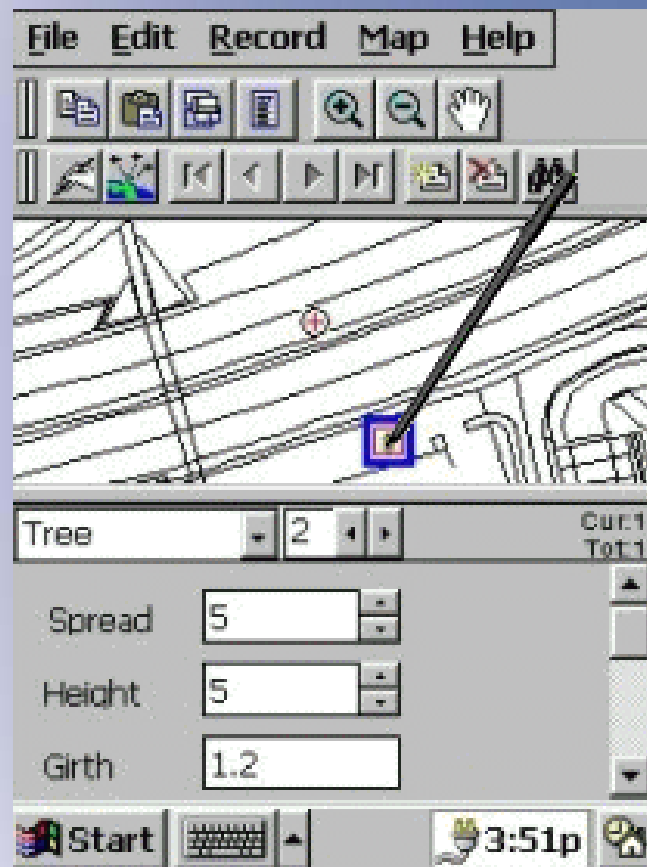 File Edit Record Map Help
Tree 2 Cur:1
Tot:1
Spread 5
Height 5
Girth 1.2
Start 3:51p